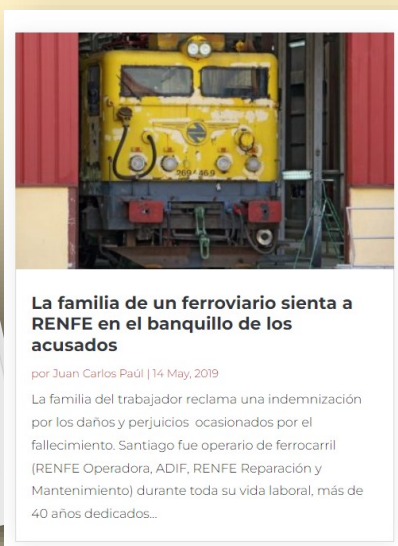 La familia de un ferroviario sienta a
RENFE en el banquillo de los
acusados
por Juan Carlos Paúl | 14 May, 2019
La familia del trabajador reclama una indemnización
por los daños y perjuicios ocasionados por el
fallecimiento. Santiago fue operario de ferrocarril
(RENFE Operadora, ADIF, RENFE Reparación y
Mantenimiento) durante toda su vida laboral, más de
40 años dedicados...